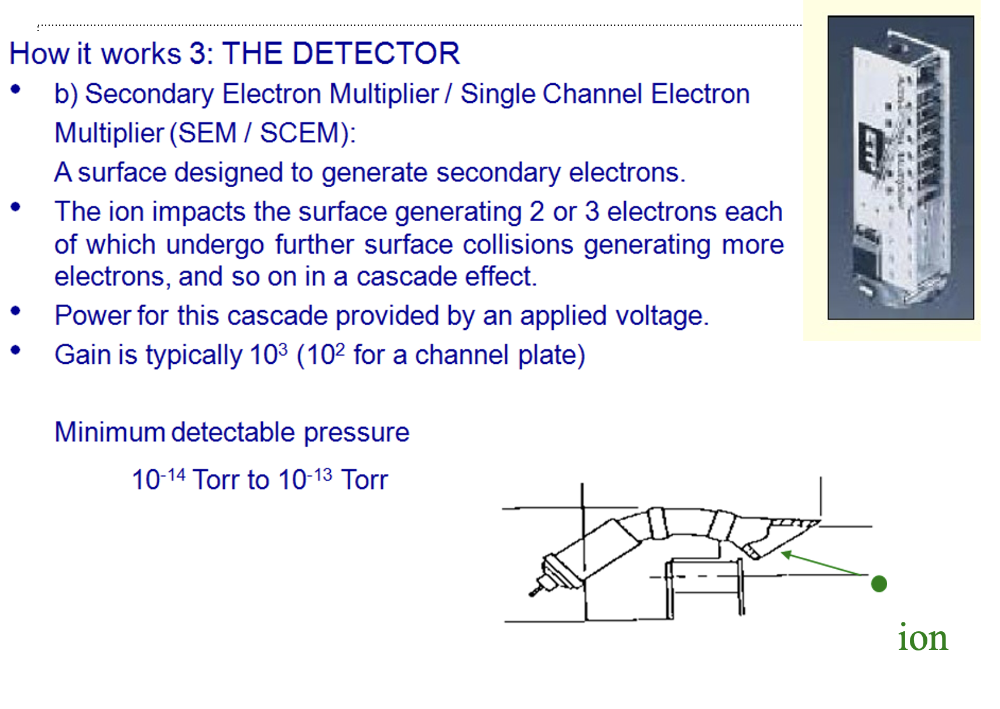 How it works 3: THE DETECTOR
• b) Secondary Electron Multiplier / Single Channel Electron
Multiplier (SEM / SCEM):
A surface designed to generate secondary electrons.
• The ion impacts the surface generating 2 or 3 electrons each
of which undergo further surface collisions generating more
electrons, and so on in a cascade effect.
• Power for this cascade provided by an applied voltage.
• Gain is typically 10³ (10² for a channel plate)
Minimum detectable pressure
10⁻¹⁴ Torr to 10⁻¹³ Torr
ion